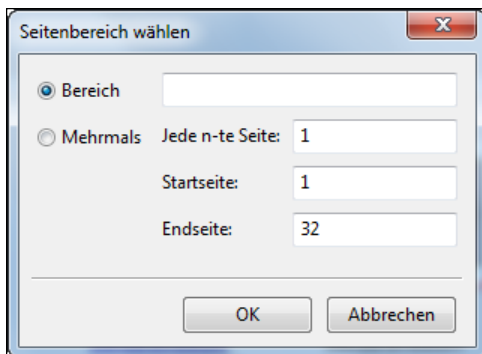 Seitenbereich wählen
Bereich
Mehrmals Jede n-te Seite: 1
Startseite: 1
Endseite: 32
OK Abbrechen